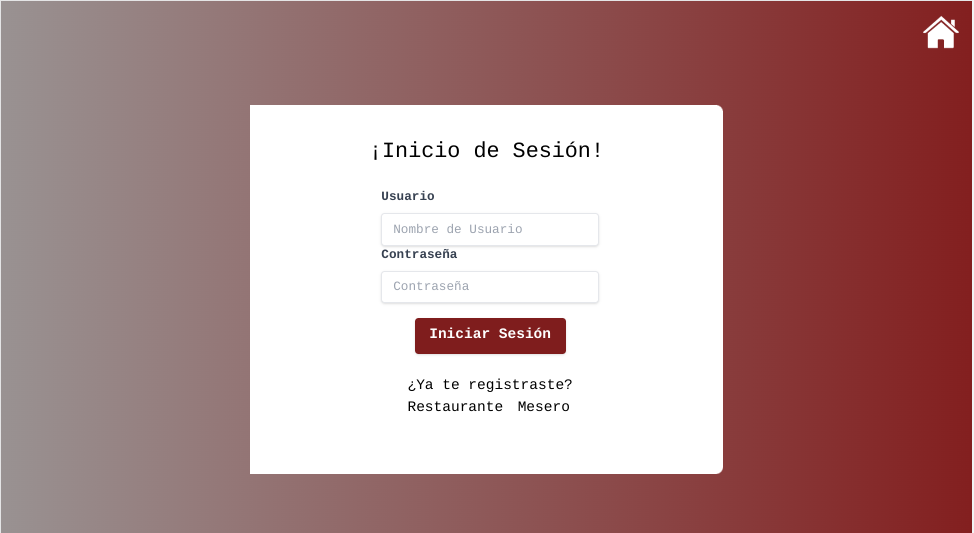 ¡Inicio de Sesión!
Usuario
Nombre de Usuario
Contraseña
Contraseña
Iniciar Sesión
¿Ya te registraste?
Restaurante Mesero